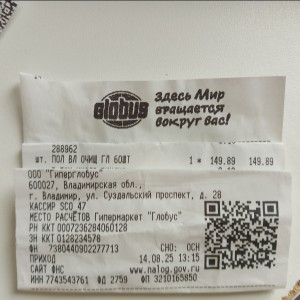 Globus
Здесь Мир
вращается
вокруг вас!
288962
шт. ПОЛ ВЛ ОЧИЩ ГЛ 60ШТ 1 * 149.89 149.89
ООО "Гиперглобус"
600027, Владимирская обл.,
г. Владимир, ул. Суздальский проспект, д. 28
КАССИР SCO 47
МЕСТО РАСЧЁТОВ Гипермаркет "Глобус"
РН ККТ 0007236284060128
ЗН ККТ 0128234578
ФН 7380440902277713 СНО: ОСН
ПРИХОД 14.08.25 13:15
САЙТ ФНС www.nalog.gov.ru
ИНН 7743543761 ФД 2759 ФП 3210165850